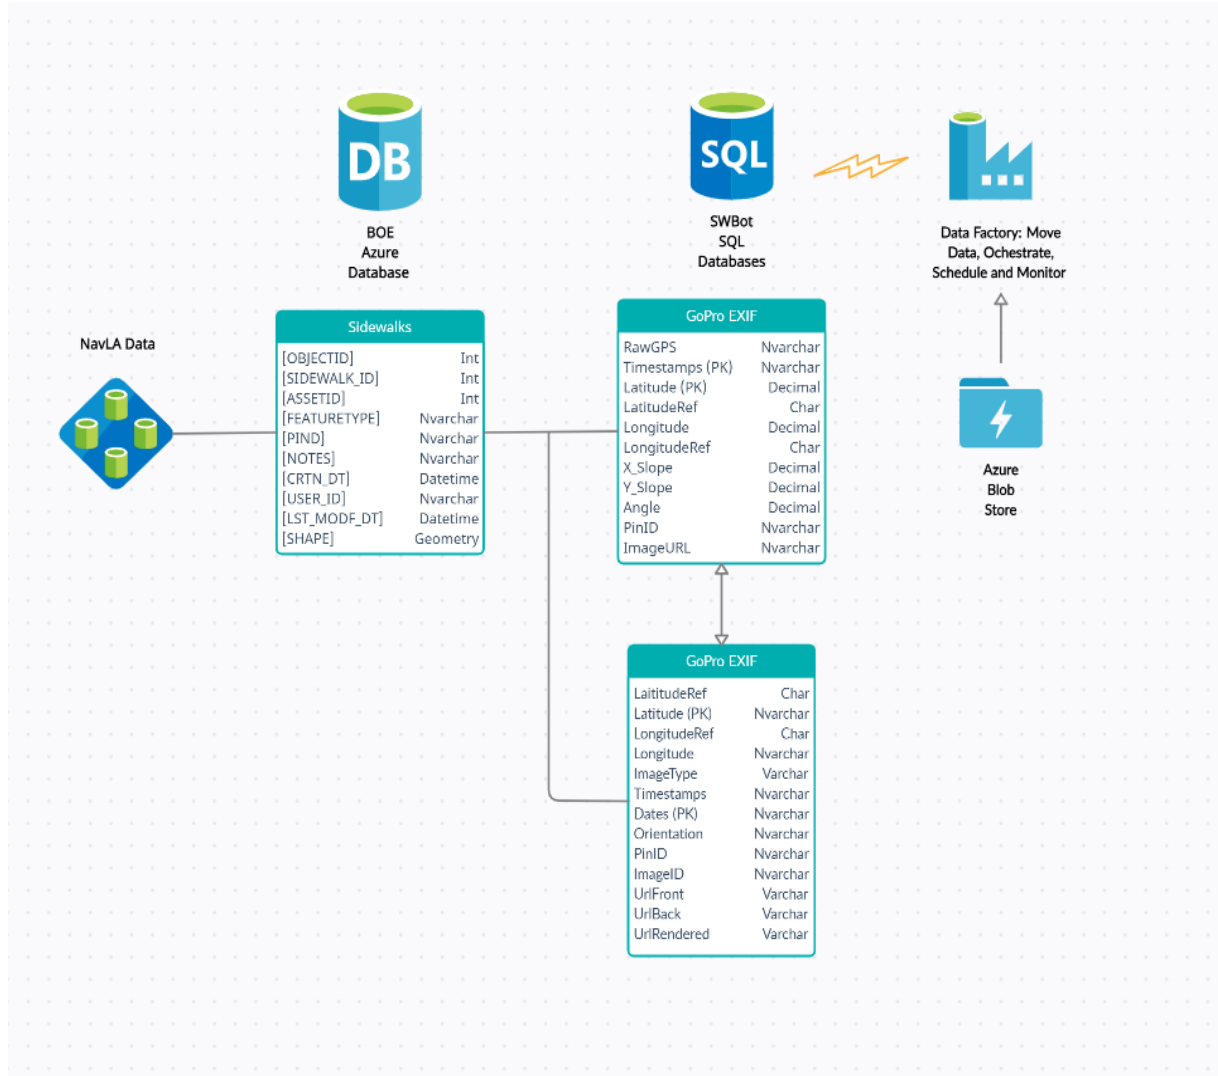 DB
BOE
Azure
Database
SQL
SWBot
SQL
Databases
Data Factory: Move
Data, Ochestrate,
Schedule and Monitor
NavLA Data
Sidewalks
[OBJECTID] Int
[SIDEWALK_ID] Int
[ASSETID] Int
[FEATURETYPE] Nvarchar
[PIND] Nvarchar
[NOTES] Nvarchar
[CRTN_DT] Datetime
[USER_ID] Nvarchar
[LST_MODF_DT] Datetime
[SHAPE] Geometry
GoPro EXIF
RawGPS Nvarchar
Timestamps (PK) Nvarchar
Latitude (PK) Decimal
LatitudeRef Char
Longitude Decimal
LongitudeRef Char
X_Slope Decimal
Y_Slope Decimal
Angle Decimal
PinID Nvarchar
ImageURL Nvarchar
Azure
Blob
Store
GoPro EXIF
LaititudeRef Char
Latitude (PK) Nvarchar
LongitudeRef Char
Longitude Nvarchar
ImageType Varchar
Timestamps Nvarchar
Dates (PK) Nvarchar
Orientation Nvarchar
PinID Nvarchar
ImageID Nvarchar
UrlFront Varchar
UrlBack Varchar
UrlRendered Varchar